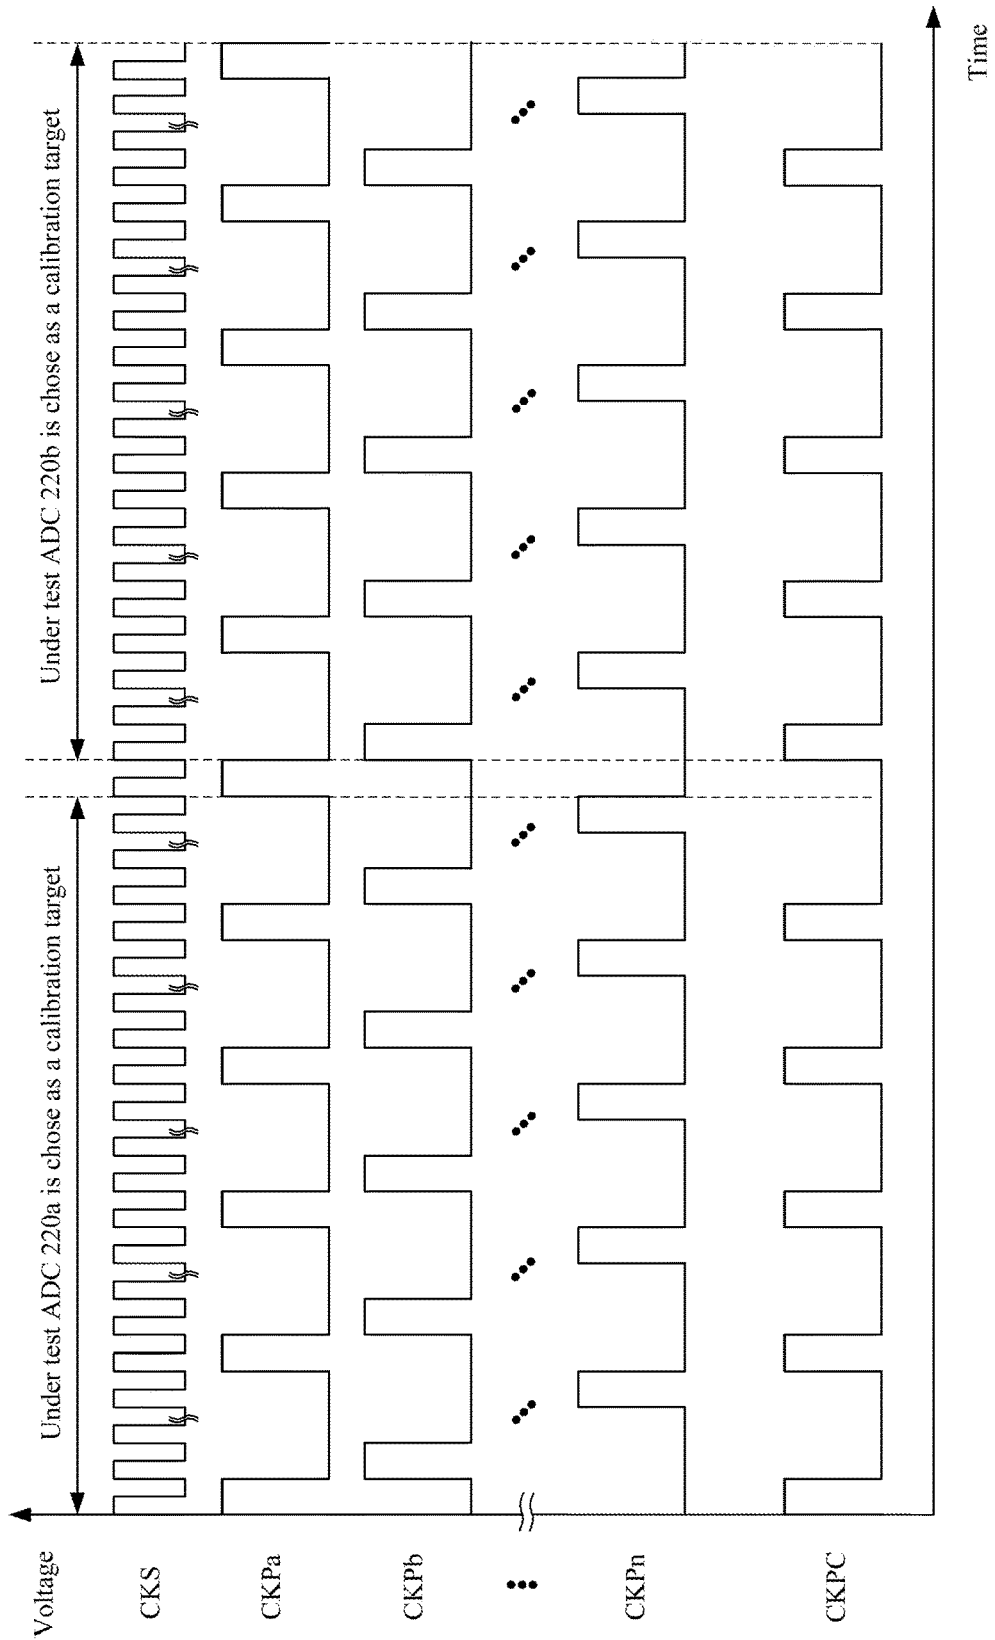 Voltage
Under test ADC 220a is chose as a calibration target
Under test ADC 220b is chose as a calibration target
CKS
CKPa
CKPb
CKPn
CKPC
Time